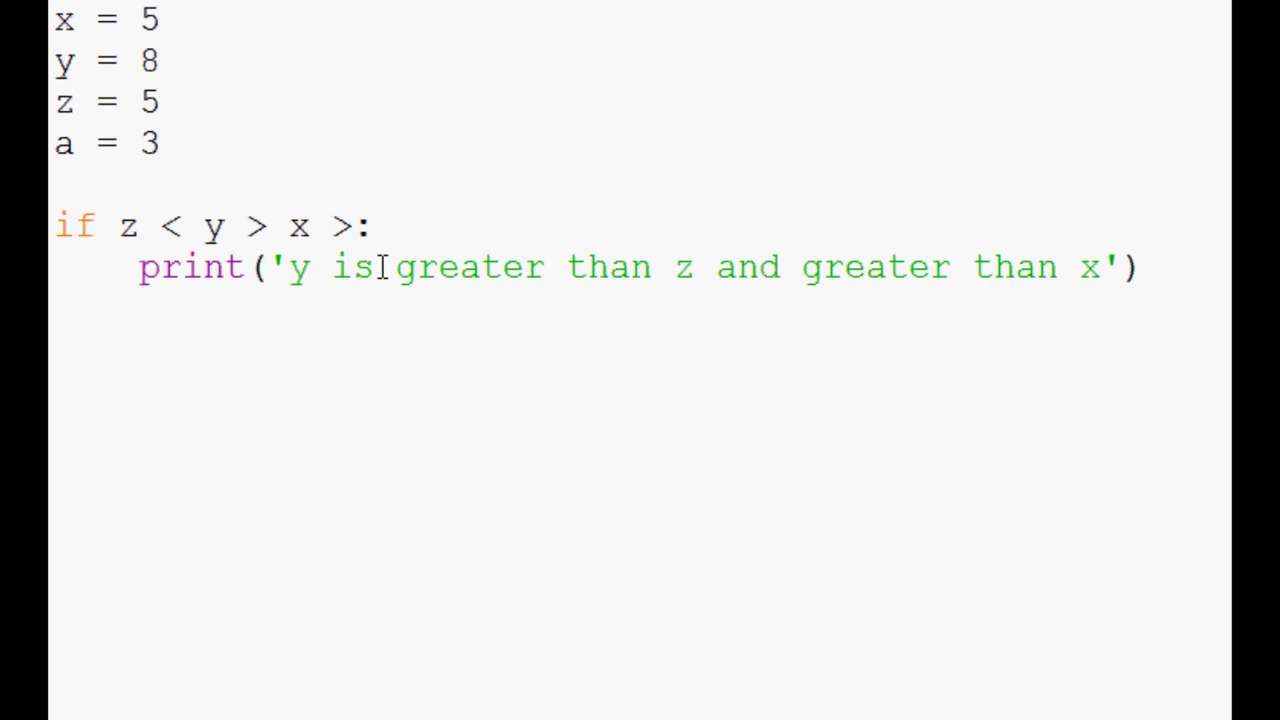 x = 5
y = 8
z = 5
a = 3
if z < y > x >:
    print('y is greater than z and greater than x')